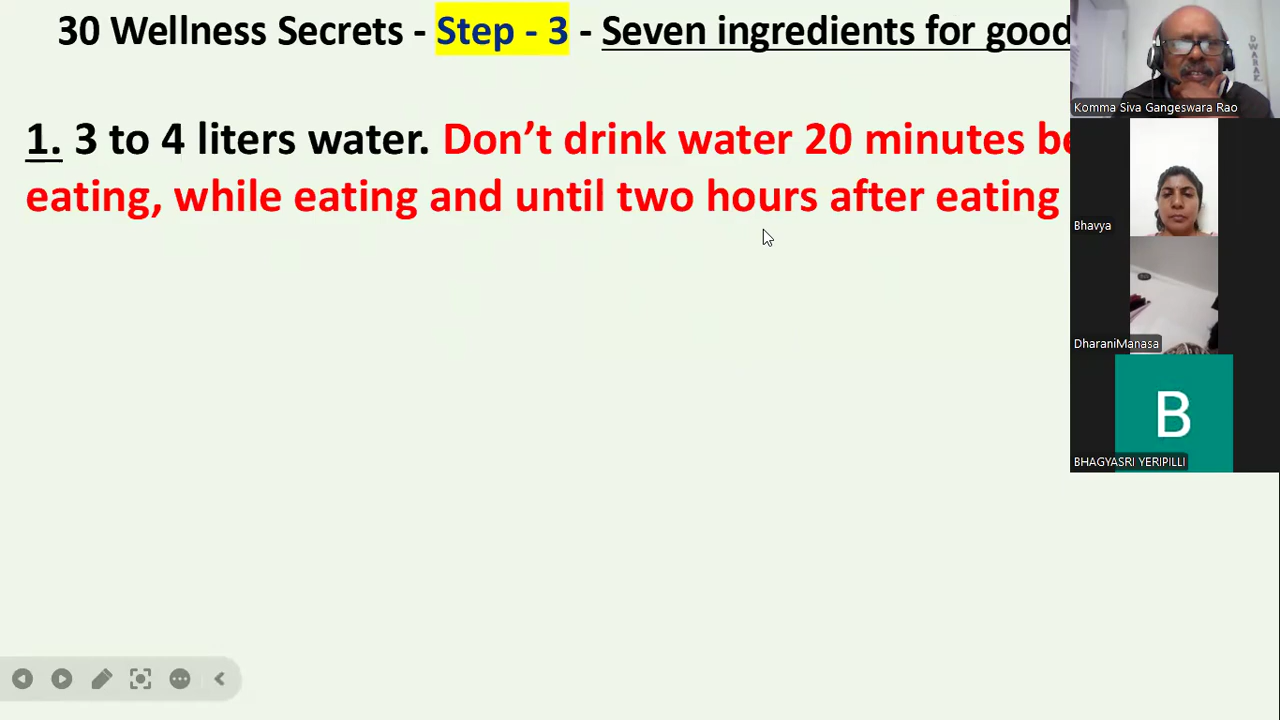 30 Wellness Secrets - Step - 3 - Seven ingredients for good
1. 3 to 4 liters water. Don’t drink water 20 minutes
eating, while eating and until two hours after eating
Komma Siva Gangeswara Rao
DWARAK
Bhavya
DharaniManasa
B
BHAGYASRI YERIPILLI